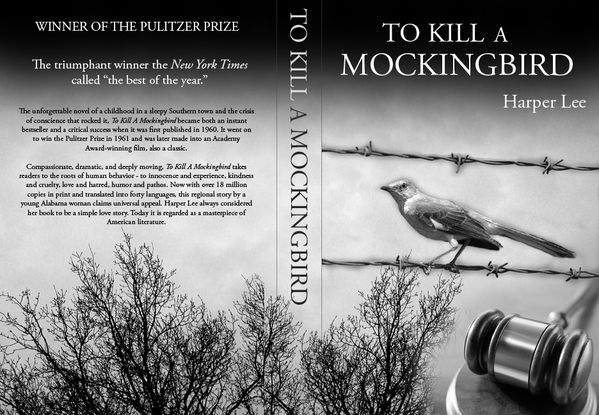 WINNER OF THE PULITZER PRIZE
The triumphant winner the New York Times
called “the best of the year.”
The unforgettable novel of a childhood in a sleepy Southern town and the crisis
of conscience that rocked it, To Kill A Mockingbird became both an instant
bestseller and a critical success when it was first published in 1960. It went on
to win the Pulitzer Prize in 1961 and was later made into an Academy
Award-winning film, also a classic.
Compassionate, dramatic, and deeply moving, To Kill A Mockingbird takes
readers to the roots of human behavior - to innocence and experience, kindness
and cruelty, love and hatred, humor and pathos. Now with over 18 million
copies in print and translated into forty languages, this regional story by a
young Alabama woman claims universal appeal. Harper Lee always considered
her book to be a simple love story. Today it is regarded as a masterpiece of
American literature.
TO KILL A MOCKINGBIRD
TO KILL A
MOCKINGBIRD
Harper Lee